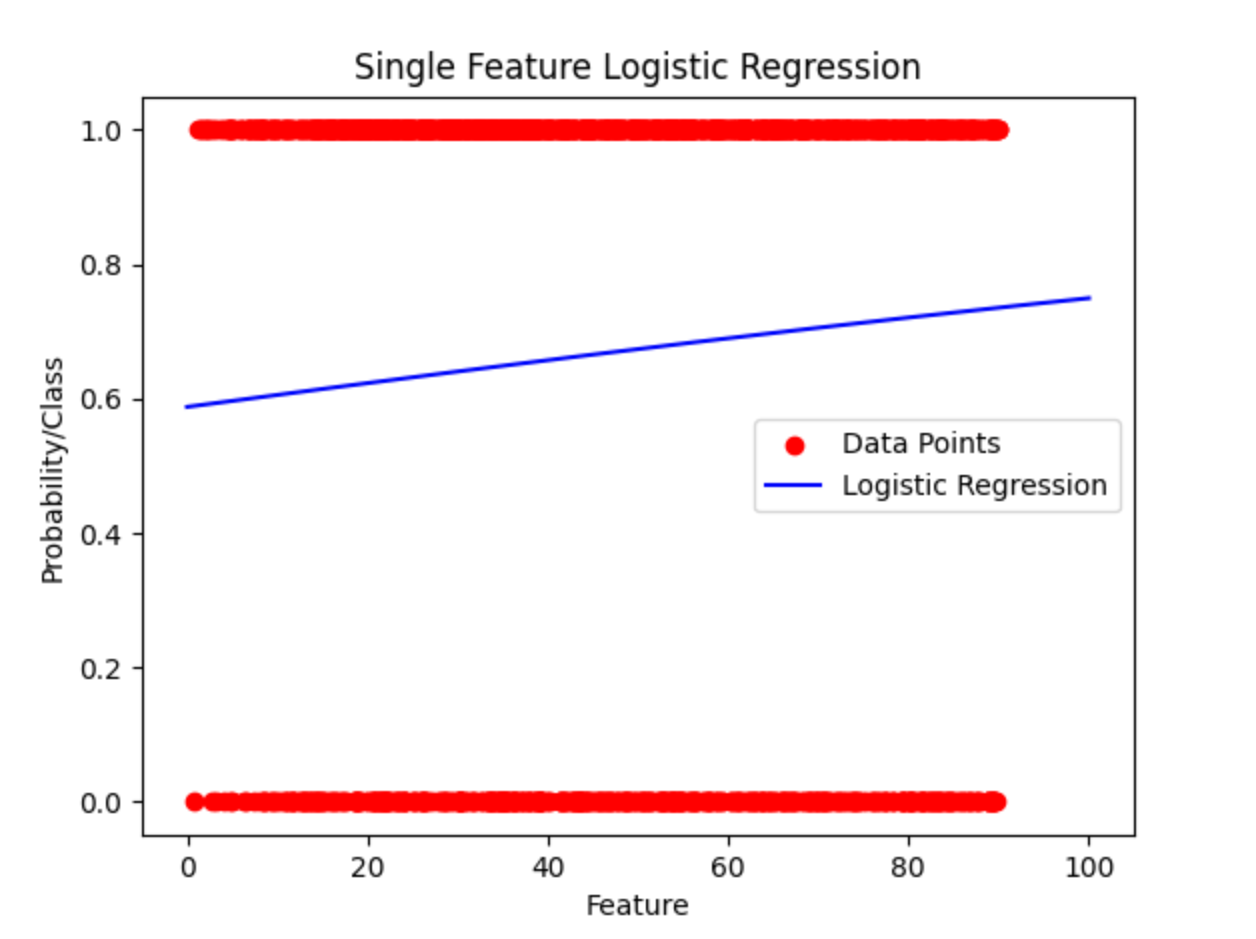 Single Feature Logistic Regression
1.0
0.8
0.6
0.4
0.2
0.0
Probability/Class
Data Points
Logistic Regression
0 20 40 60 80 100
Feature